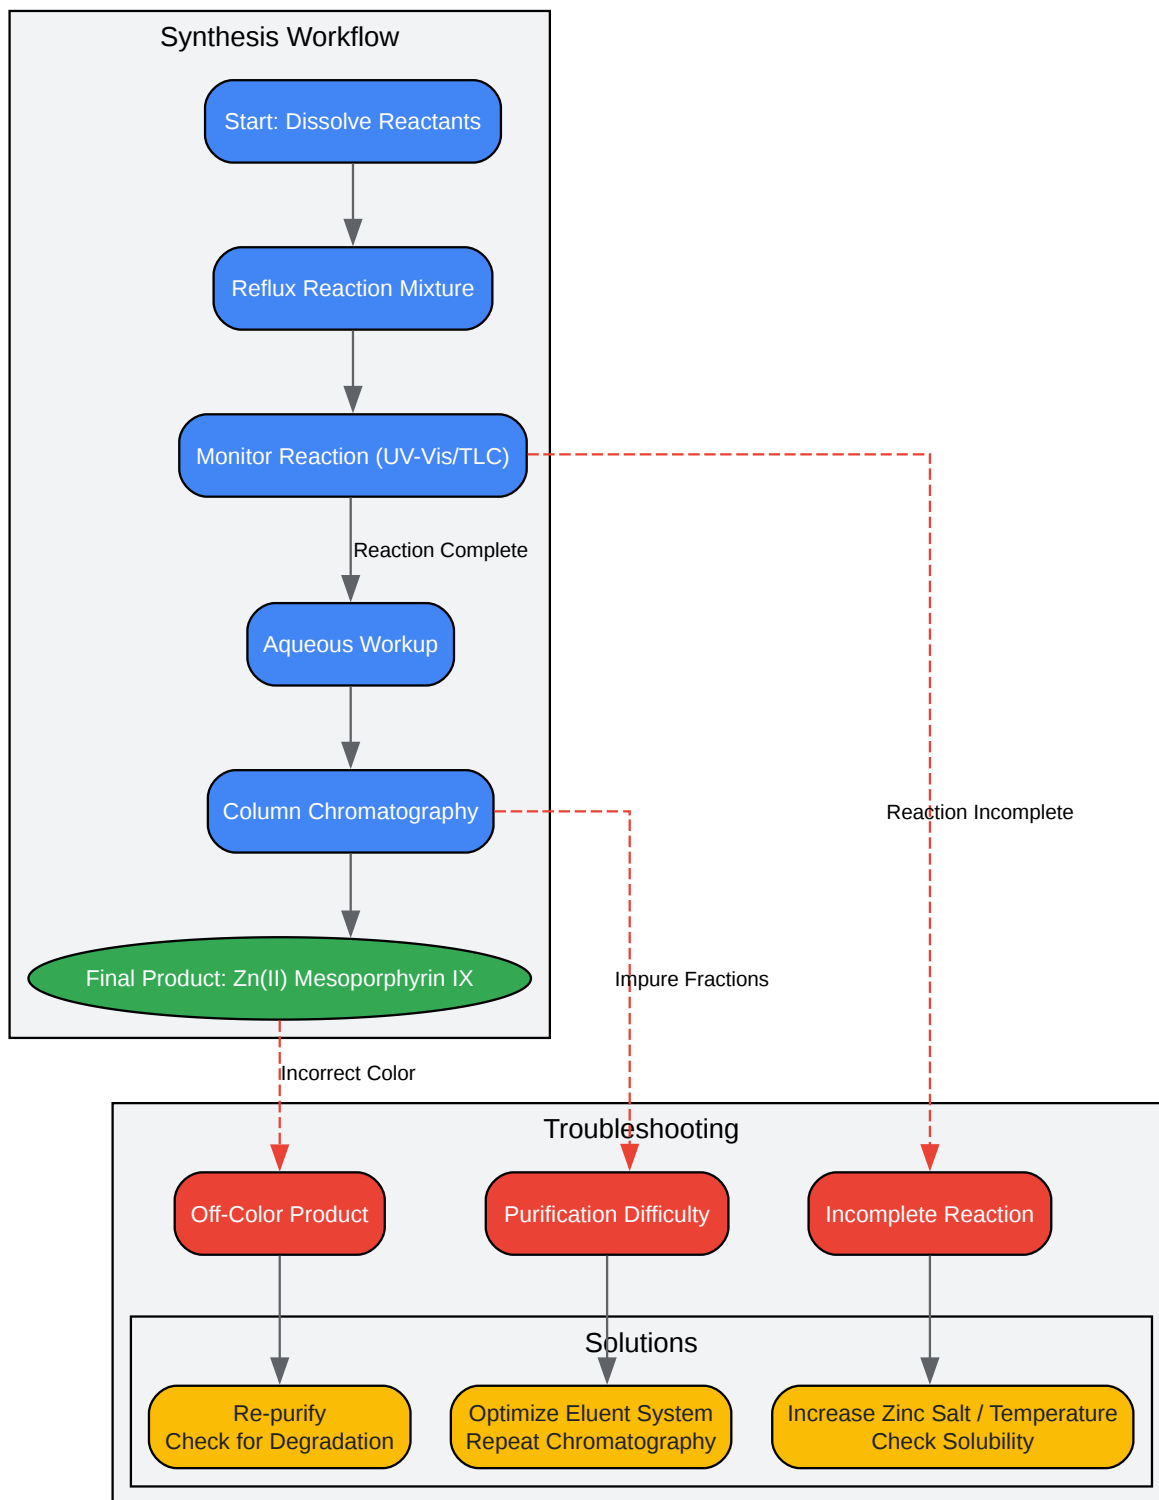 Synthesis Workflow
Start: Dissolve Reactants
Reflux Reaction Mixture
Monitor Reaction (UV-Vis/TLC)
Reaction Complete
Aqueous Workup
Column Chromatography
Reaction Incomplete
Final Product: Zn(II) Mesoporphyrin IX
Impure Fractions
Incorrect Color
Troubleshooting
Off-Color Product
Purification Difficulty
Incomplete Reaction
Solutions
Re-purify
Check for Degradation
Optimize Eluent System
Repeat Chromatography
Increase Zinc Salt / Temperature
Check Solubility